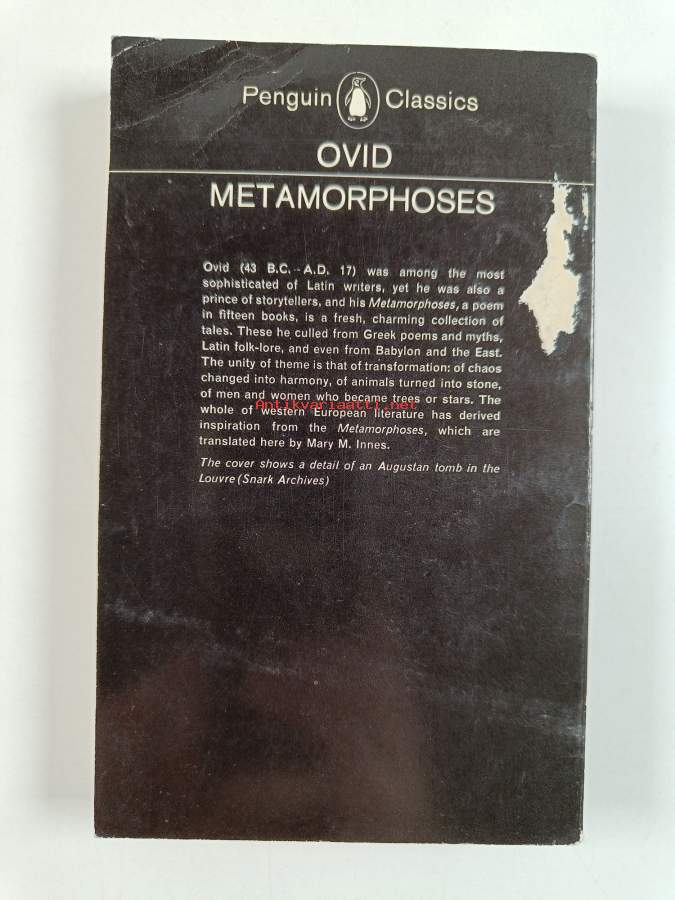 Penguin Classics
OVID
METAMORPHOSES
Ovid (43 B.C. - A.D. 17) was among the most
sophisticated of Latin writers, yet he was also a
prince of storytellers, and his Metamorphoses, a poem
in fifteen books, is a fresh, charming collection of
tales. These he culled from Greek poems and myths,
Latin folk-lore, and even from Babylon and the East.
The unity of theme is that of transformation: of chaos
changed into harmony, of animals turned into stone,
of men and women who became trees or stars. The
Antikvariaatti.net
whole of western European literature has derived
inspiration from the Metamorphoses, which are
translated here by Mary M. Innes.
The cover shows a detail of an Augustan tomb in the
Louvre (Snark Archives)